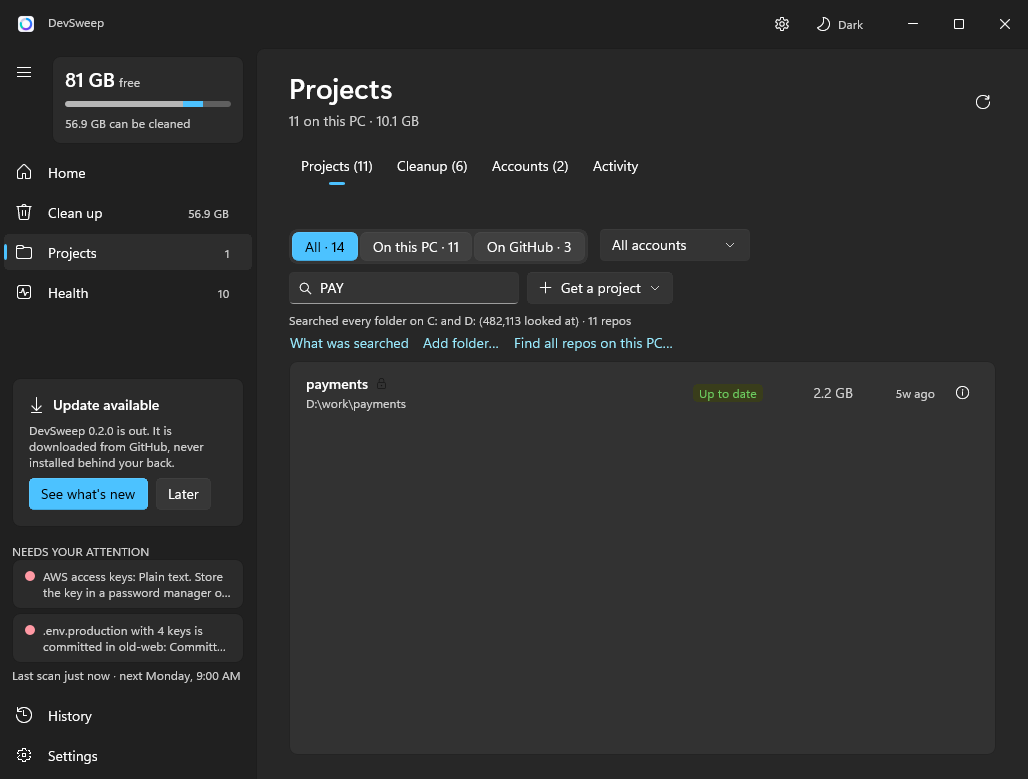 DevSweep
Dark
81 GB free
56.9 GB can be cleaned
Home
Clean up 56.9 GB
Projects 1
Health 10
Update available
DevSweep 0.2.0 is out. It is
downloaded from GitHub, never
installed behind your back.
See what's new Later
NEEDS YOUR ATTENTION
AWS access keys: Plain text. Store
the key in a password manager o...
.env.production with 4 keys is
committed in old-web: Committ...
Last scan just now · next Monday, 9:00 AM
History
Settings
Projects
11 on this PC · 10.1 GB
Projects (11) Cleanup (6) Accounts (2) Activity
All · 14 On this PC · 11 On GitHub · 3 All accounts
PAY Get a project
Searched every folder on C: and D: (482,113 looked at) · 11 repos
What was searched Add folder... Find all repos on this PC...
payments
D:\work\payments
Up to date 2.2 GB 5w ago